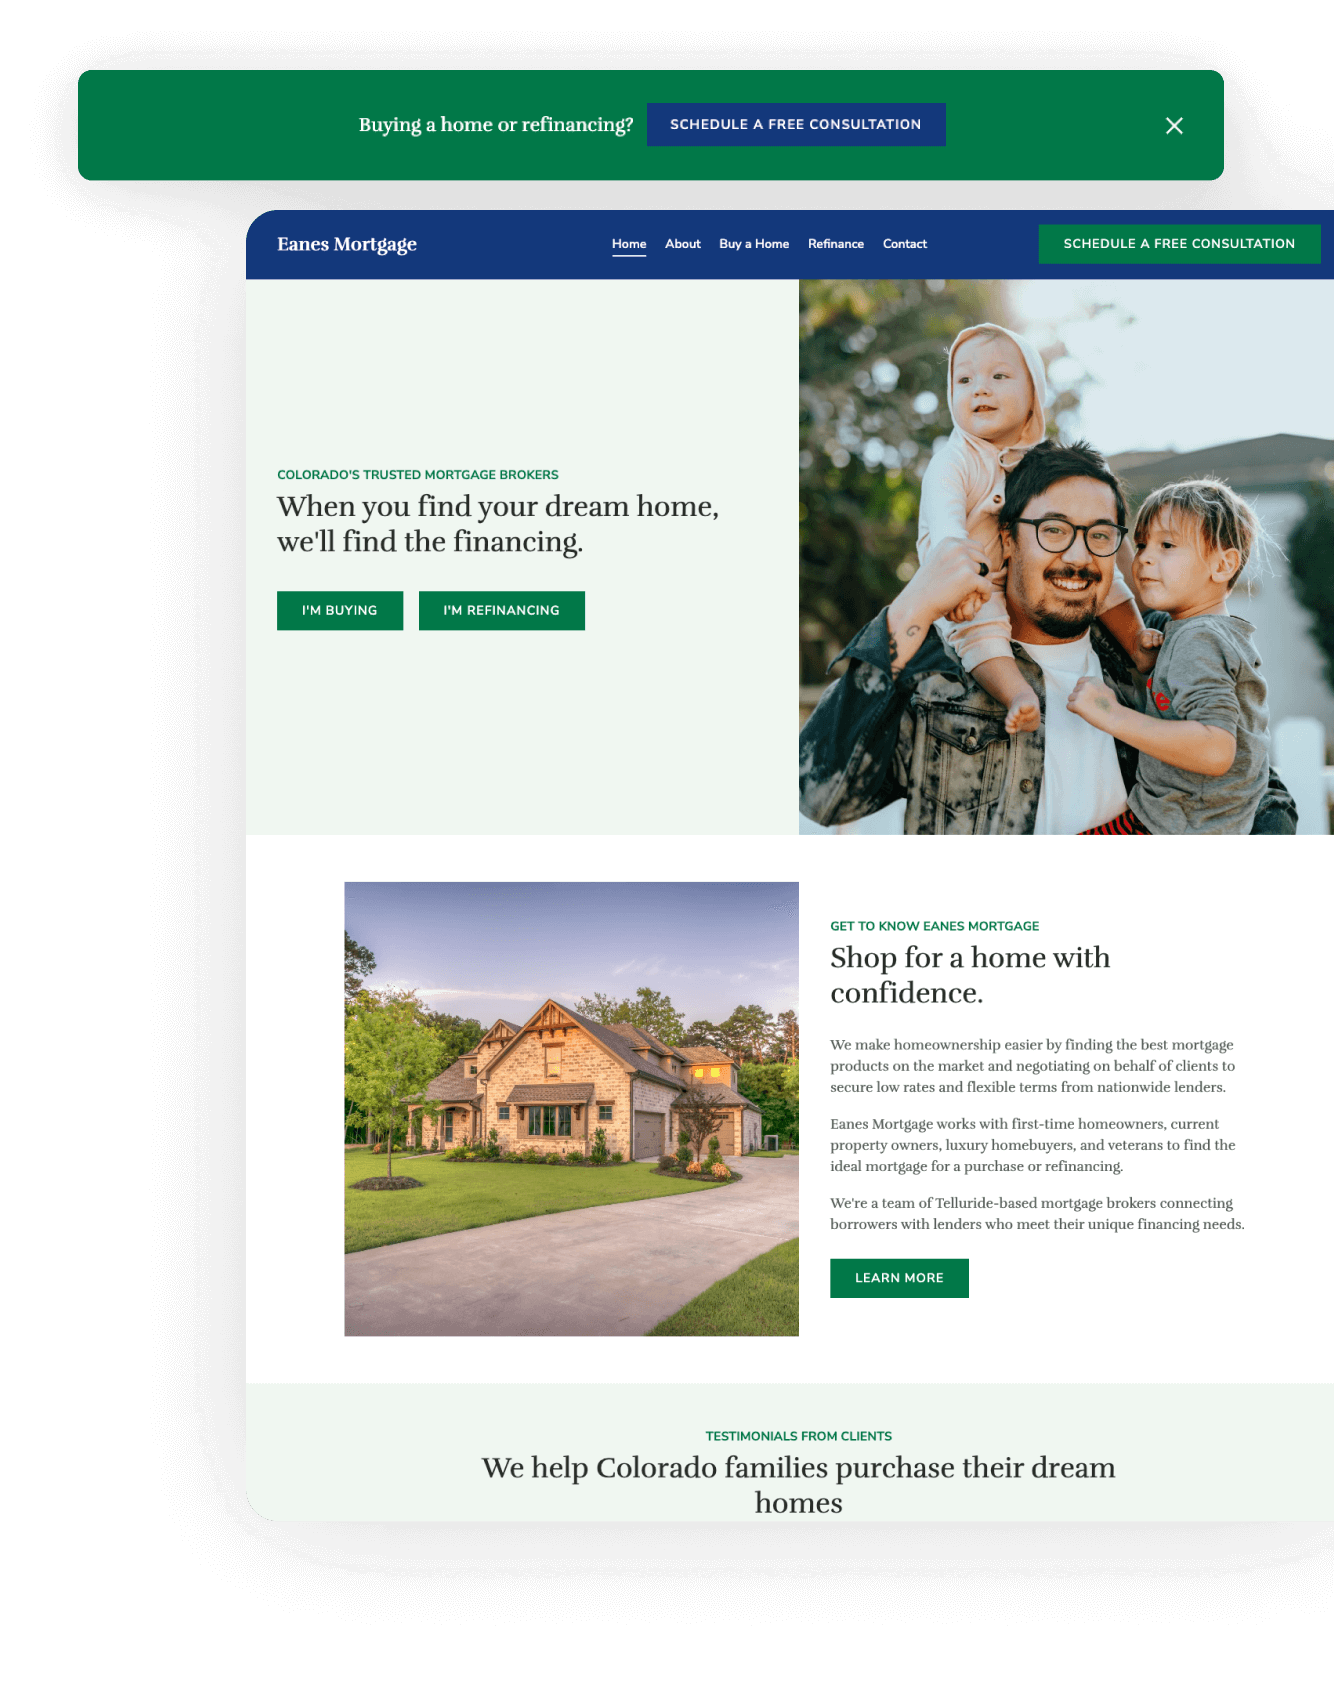 Buying a home or refinancing? SCHEDULE A FREE CONSULTATION
Eanes Mortgage Home About Buy a Home Refinance Contact SCHEDULE A FREE CONSULTATION
COLORADO'S TRUSTED MORTGAGE BROKERS
When you find your dream home,
we'll find the financing.
I'M BUYING I'M REFINANCING
GET TO KNOW EANES MORTGAGE
Shop for a home with
confidence.
We make homeownership easier by finding the best mortgage
products on the market and negotiating on behalf of clients to
secure low rates and flexible terms from nationwide lenders.
Eanes Mortgage works with first-time homeowners, current
property owners, luxury homebuyers, and veterans to find the
ideal mortgage for a purchase or refinancing.
We're a team of Telluride-based mortgage brokers connecting
borrowers with lenders who meet their unique financing needs.
LEARN MORE
TESTIMONIALS FROM CLIENTS
We help Colorado families purchase their dream
homes